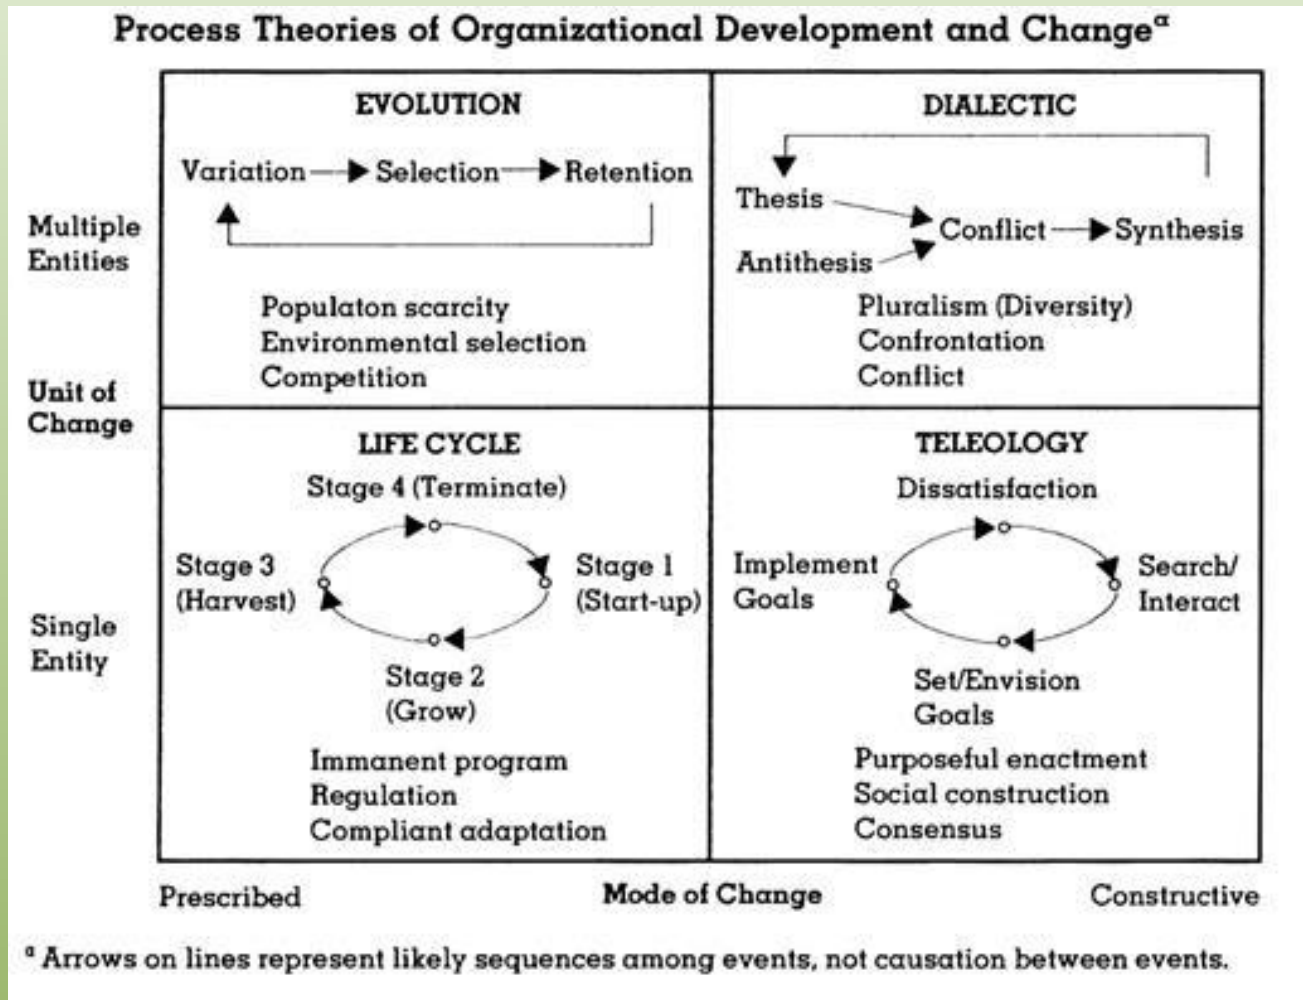 Process Theories of Organizational Development and Changeª
EVOLUTION
Variation
Selection
Retention
Populaton scarcity
Environmental selection
Competition
DIALECTIC
Thesis
Antithesis
Conflict
Synthesis
Pluralism (Diversity)
Confrontation
Conflict
Multiple
Entities
Unit of
Change
Single
Entity
LIFE CYCLE
Stage 4 (Terminate)
Stage 3
(Harvest)
Stage 1
(Start-up)
Stage 2
(Grow)
Immanent program
Regulation
Compliant adaptation
TELEOLOGY
Dissatisfaction
Implement
Goals
Search/
Interact
Set/Envision
Goals
Purposeful enactment
Social construction
Consensus
Prescribed
Mode of Change
Constructive
ª Arrows on lines represent likely sequences among events, not causation between events.